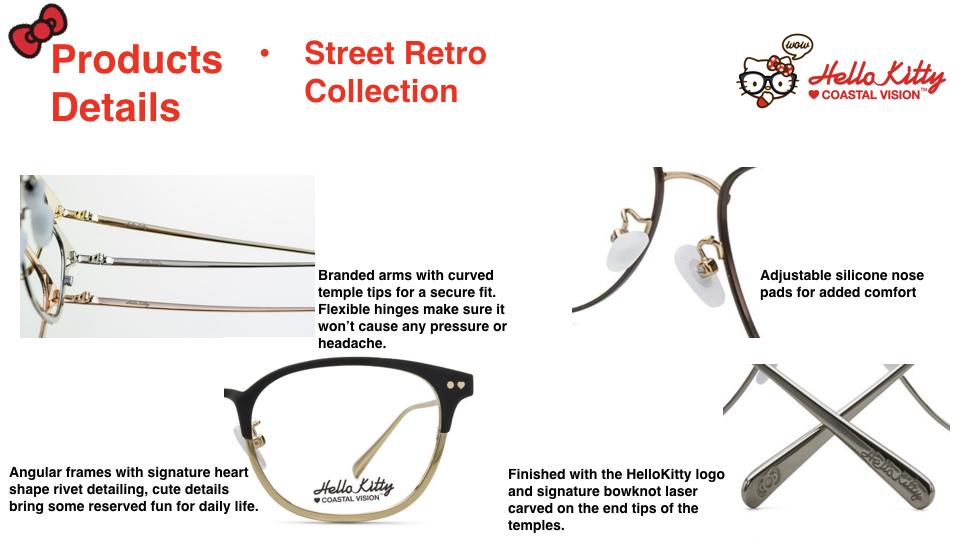 Products
Details
• Street Retro
Collection
wow
Hello Kitty
COASTAL VISION™
Branded arms with curved
temple tips for a secure fit.
Flexible hinges make sure it
won't cause any pressure or
headache.
Adjustable silicone nose
pads for added comfort
Angular frames with signature heart
shape rivet detailing, cute details
bring some reserved fun for daily life.
Hello Kitty
COASTAL VISION™
Finished with the HelloKitty logo
and signature bowknot laser
carved on the end tips of the
temples.
Hello Kitty